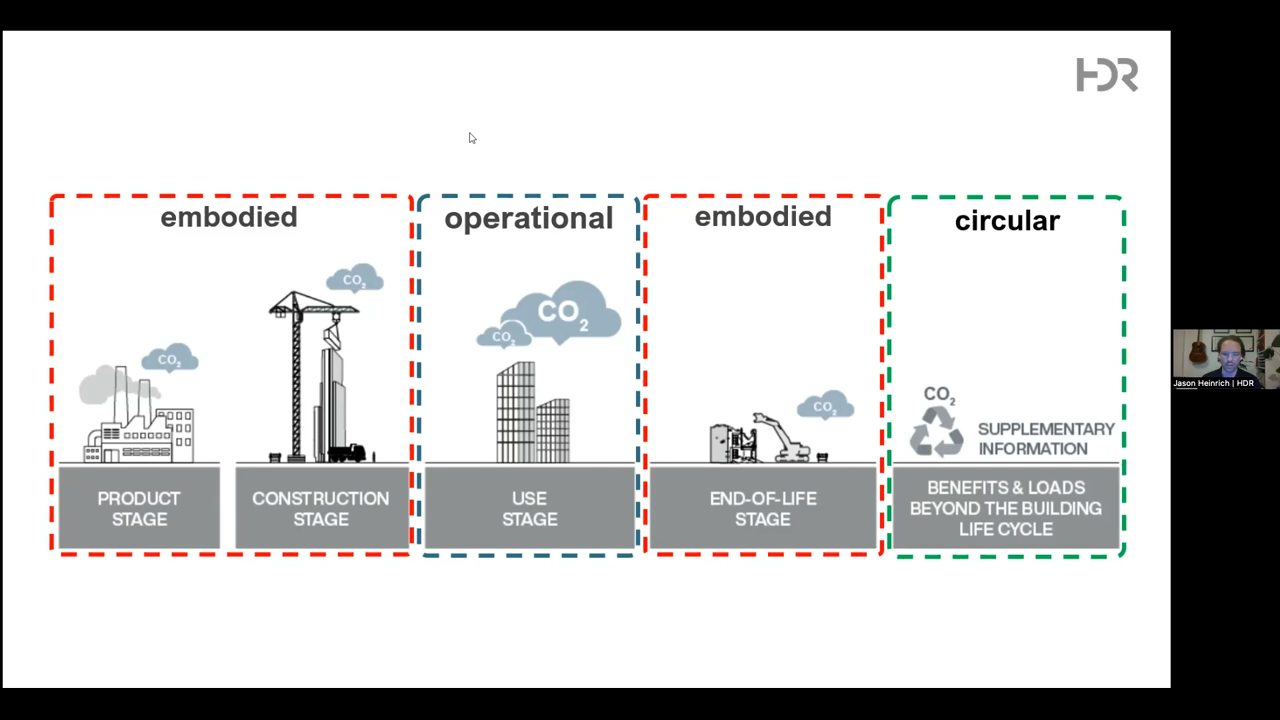 HDR
embodied
operational
embodied
circular
CO2
CO2
CO2
CO2
CO2
CO2
SUPPLEMENTARY
INFORMATION
PRODUCT
STAGE
CONSTRUCTION
STAGE
USE
STAGE
END-OF-LIFE
STAGE
BENEFITS & LOADS
BEYOND THE BUILDING
LIFE CYCLE
Jason Heinrich | HDR